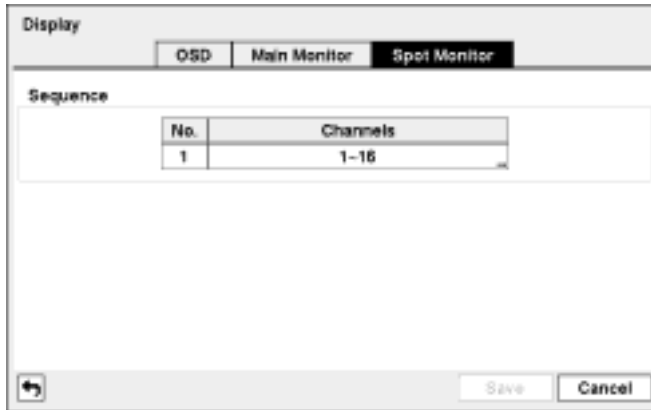 Display
OSD Main Monitor Spot Monitor
Sequence
No. Channels
1 1~16
Save Cancel